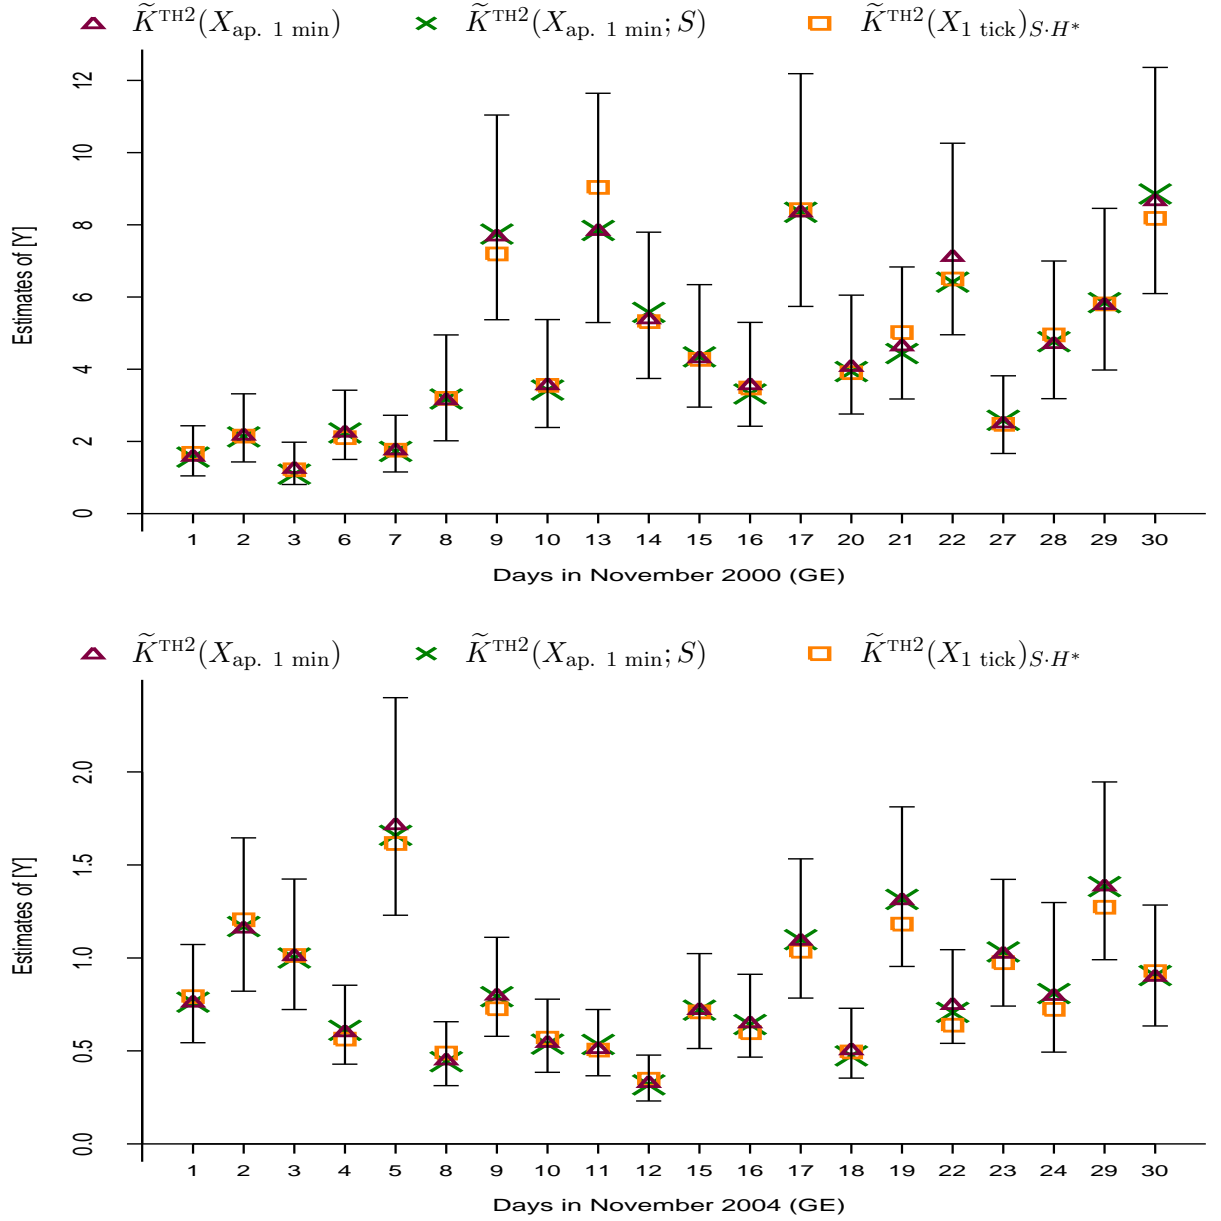 K̃^TH2(X_ap. 1 min) K̃^TH2(X_ap. 1 min; S) K̃^TH2(X_1 tick)_S·H*
12
10
8
6
4
2
0
Estimates of [Y]
1 2 3 6 7 8 9 10 13 14 15 16 17 20 21 22 27 28 29 30
Days in November 2000 (GE)
K̃^TH2(X_ap. 1 min) K̃^TH2(X_ap. 1 min; S) K̃^TH2(X_1 tick)_S·H*
2.0
1.5
1.0
0.5
0.0
Estimates of [Y]
1 2 3 4 5 8 9 10 11 12 15 16 17 18 19 22 23 24 29 30
Days in November 2004 (GE)